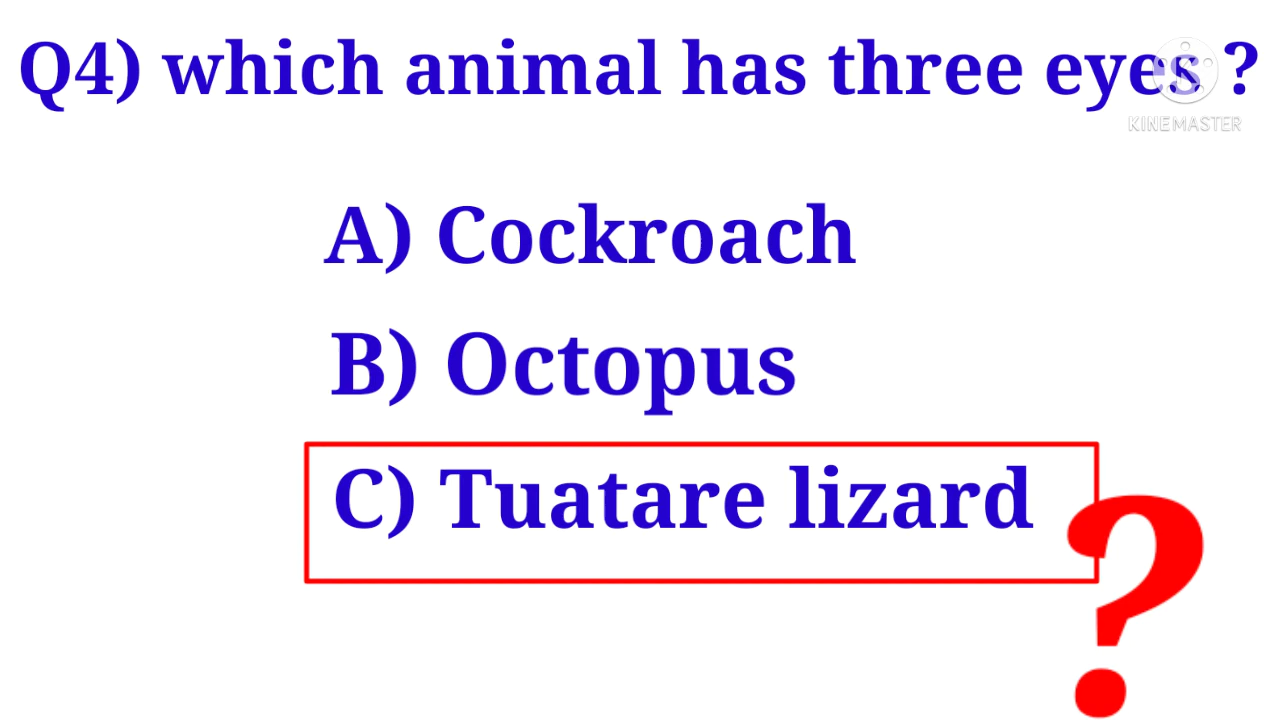 Q4) which animal has three eyes ?
KINEMASTER
A) Cockroach
B) Octopus
C) Tuatare lizard
?